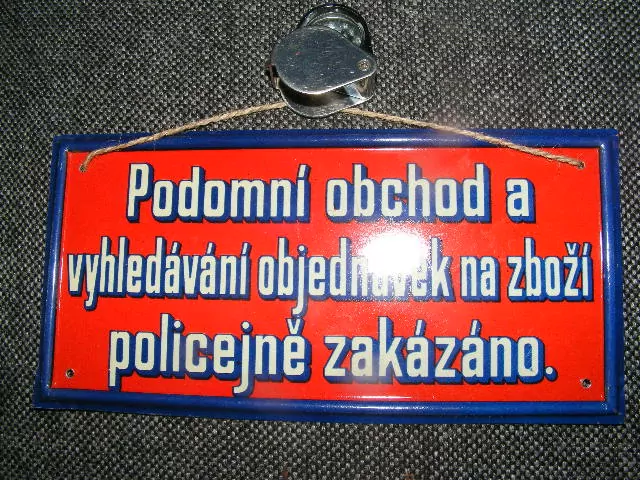 Podomní obchod a
vyhledávání objednávek na zboží
policejně zakázáno.